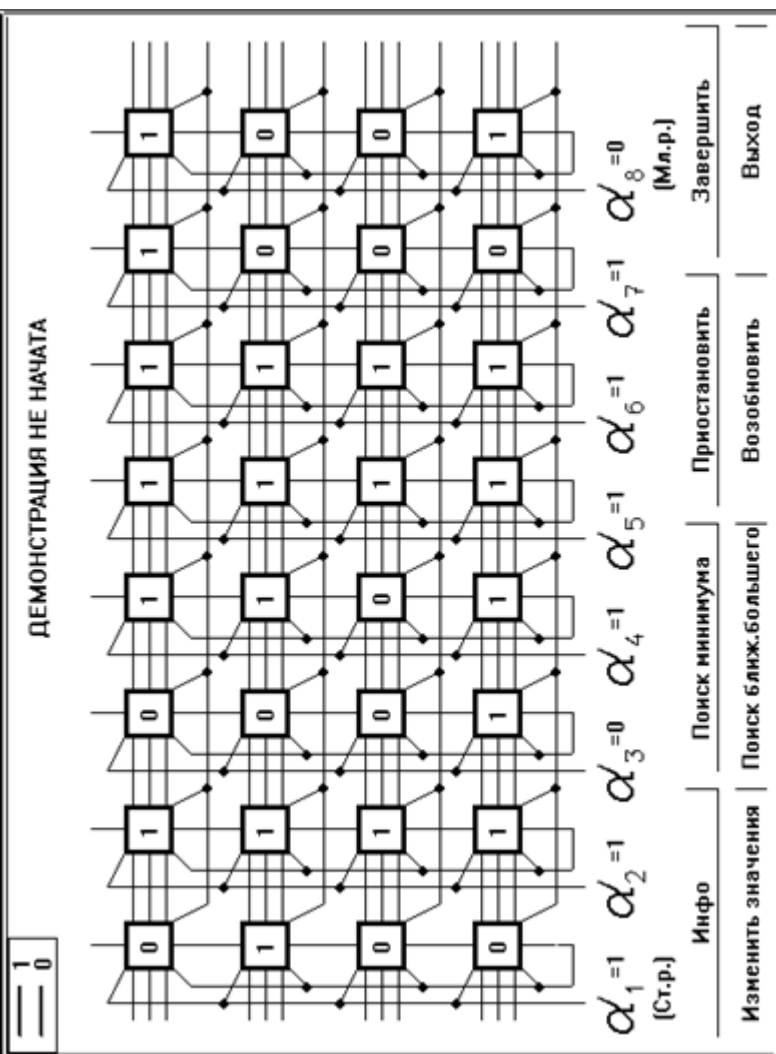 1
0
ДЕМОНСТРАЦИЯ НЕ НАЧАТА
0 1 0 1 1 1 1 1
1 1 0 1 1 1 0 0
0 1 0 0 1 1 0 0
0 1 1 1 1 1 0 1
α₁=1 α₂=1 α₃=0 α₄=1 α₅=1 α₆=1 α₇=1 α₈=0
(Ст.р.) (Мл.р.)
Инфо Поиск минимума Приостановить Завершить
Изменить значения Поиск ближ.большего Возобновить Выход